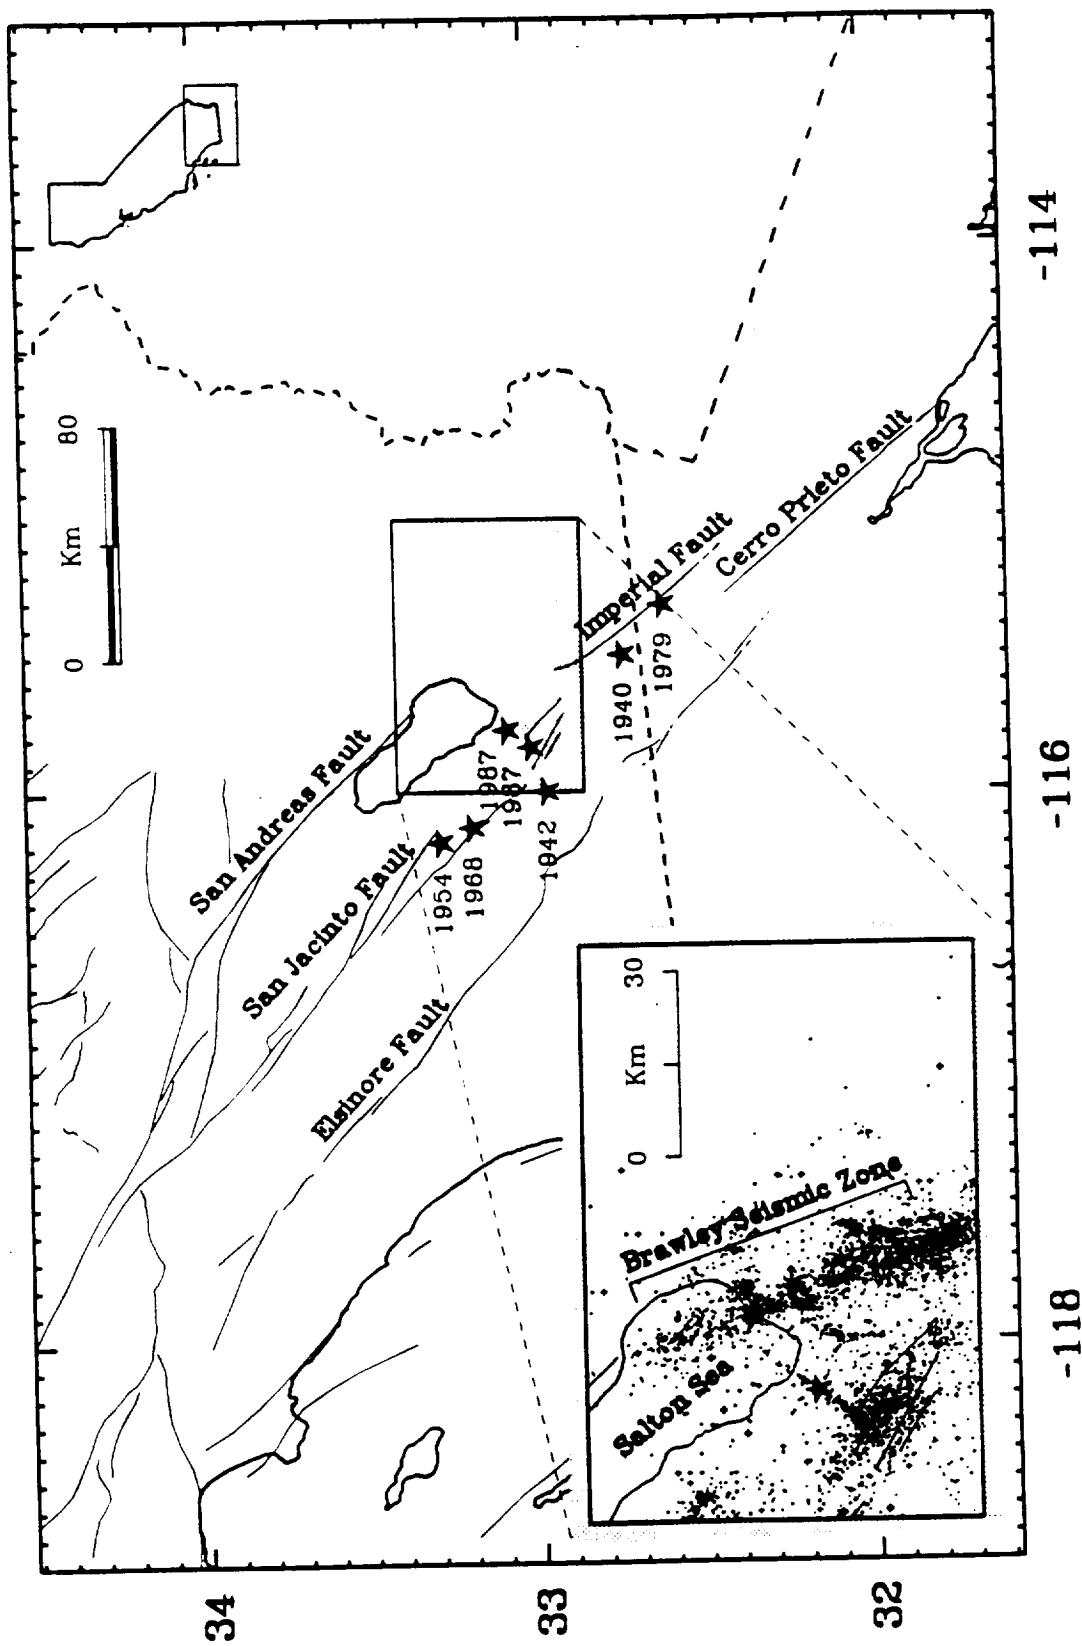 San Andreas Fault
San Jacinto Fault
Elsinore Fault
Imperial Fault
Cerro Prieto Fault
0 Km 80
1954
1968
1987
1987
1942
1940
1979
0 Km 30
Brawley Seismic Zone
Salton Sea
34
33
32
-118
-116
-114